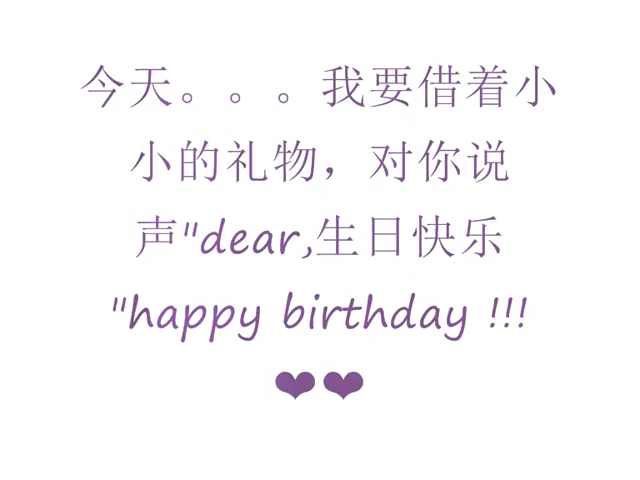 今天。。。我要借着小
小的礼物，对你说
声"dear,生日快乐
"happy birthday !!!
❤❤